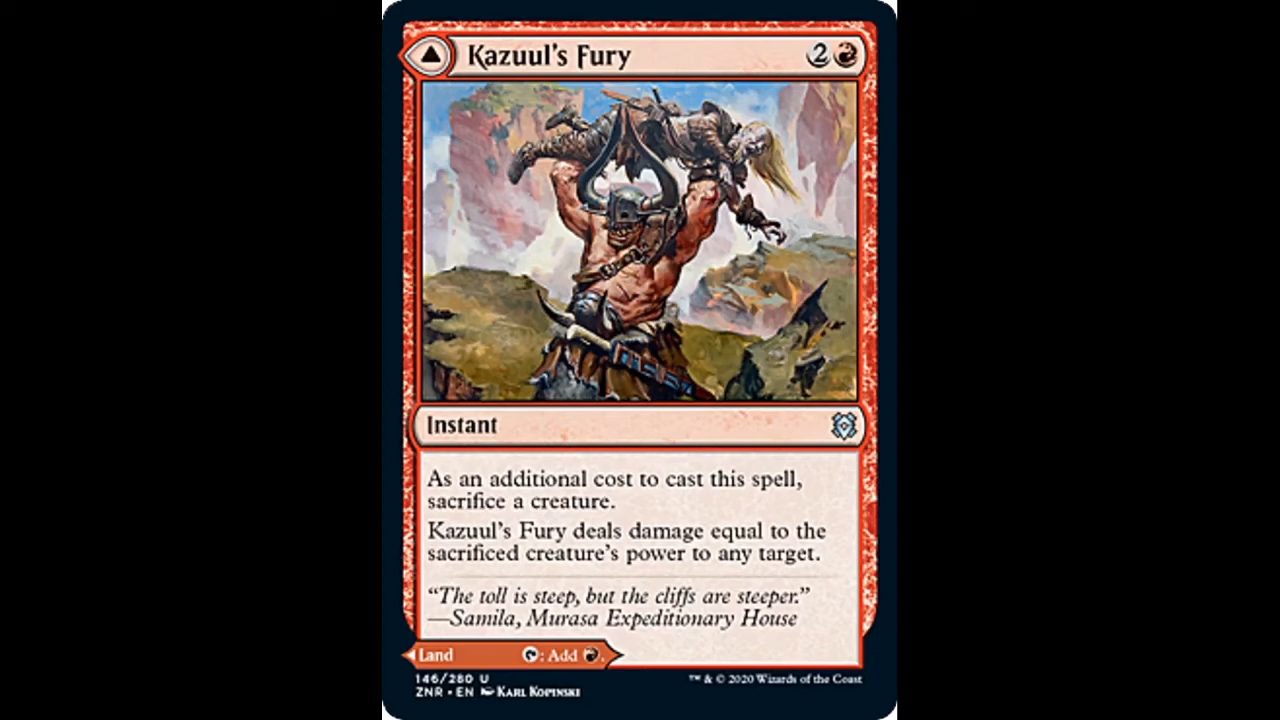 Kazuul's Fury 2
Instant
As an additional cost to cast this spell,
sacrifice a creature.
Kazuul's Fury deals damage equal to the
sacrificed creature's power to any target.
“The toll is steep, but the cliffs are steeper.”
—Samila, Murasa Expeditionary House
Land : Add .
146/280 U
ZNR • EN Karl Kopinski
™ & © 2020 Wizards of the Coast